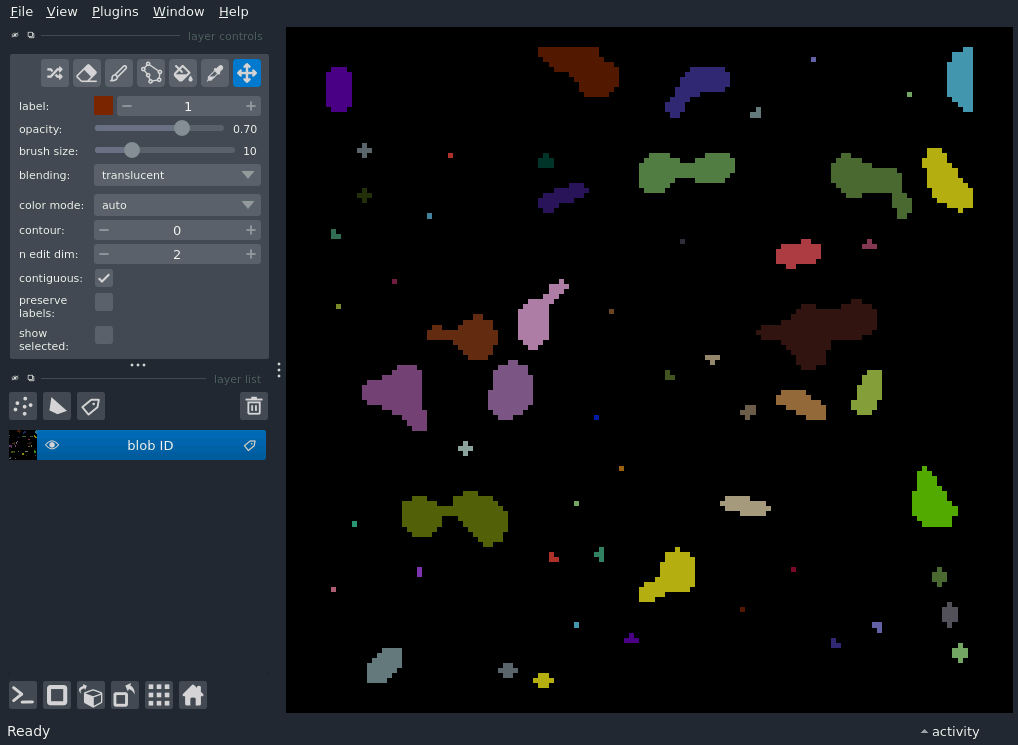 File View Plugins Window Help
layer controls
label: 1
opacity: 0.70
brush size: 10
blending: translucent
color mode: auto
contour: 0
n edit dim: 2
contiguous:
preserve
labels:
show
selected:
layer list
blob ID
Ready activity